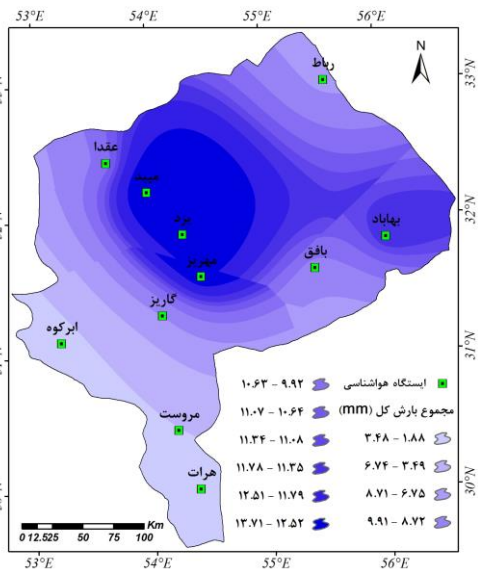 53°E 54°E 55°E 56°E
N
33°N
رباط
عقدا
میبد
32°N
یزد
بهاباد
مهریز
بافق
گاریز
ابرکوه
31°N
مروست
هرات
30°N
ایستگاه هواشناسی
مجموع بارش کل (mm)
۳.۴۸ - ۱.۸۸
۶.۷۴ - ۳.۴۹
۸.۷۱ - ۶.۷۵
۹.۹۱ - ۸.۷۲
۱۰.۶۳ - ۹.۹۲
۱۱.۰۷ - ۱۰.۶۴
۱۱.۳۴ - ۱۱.۰۸
۱۱.۷۸ - ۱۱.۳۵
۱۲.۵۱ - ۱۱.۷۹
۱۳.۷۱ - ۱۲.۵۲
Km
0 12.525 50 75 100
53°E 54°E 55°E 56°E